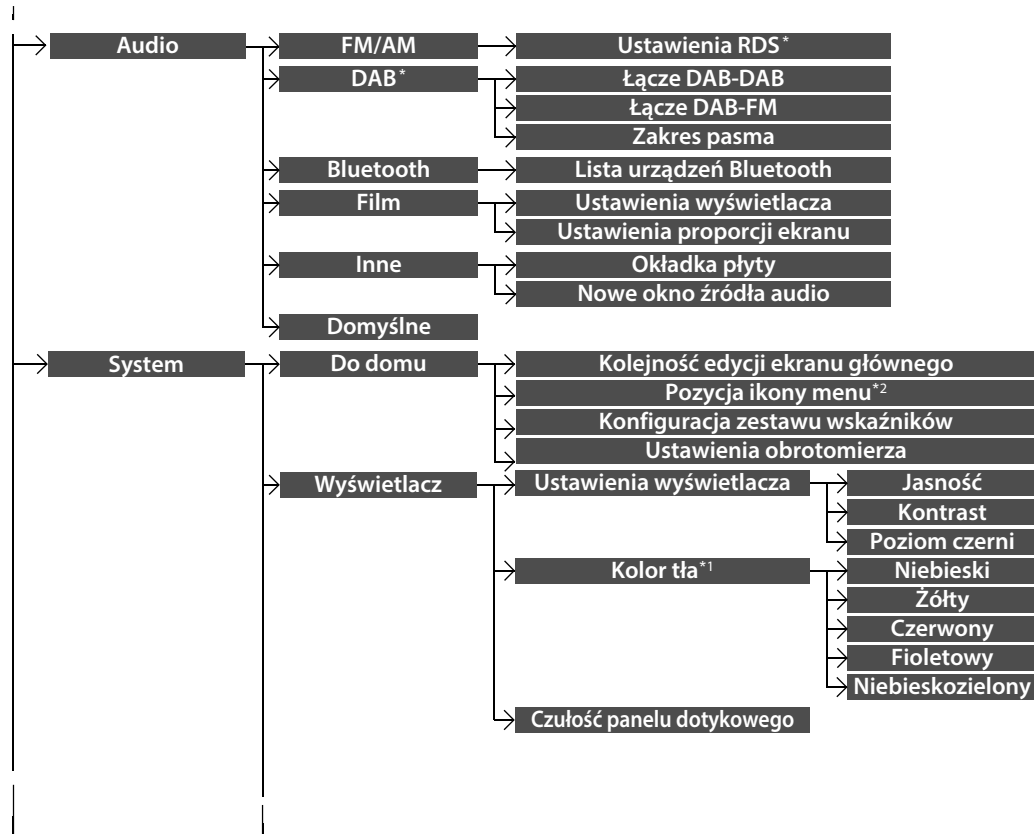 Audio
FM/AM
Ustawienia RDS*
DAB*
Łącze DAB-DAB
Łącze DAB-FM
Zakres pasma
Bluetooth
Lista urządzeń Bluetooth
Film
Ustawienia wyświetlacza
Ustawienia proporcji ekranu
Inne
Okładka płyty
Nowe okno źródła audio
Domyślne
System
Do domu
Kolejność edycji ekranu głównego
Pozycja ikony menu*2
Konfiguracja zestawu wskaźników
Ustawienia obrotomierza
Wyświetlacz
Ustawienia wyświetlacza
Jasność
Kontrast
Poziom czerni
Kolor tła*1
Niebieski
Żółty
Czerwony
Fioletowy
Niebieskozielony
Czułość panelu dotykowego